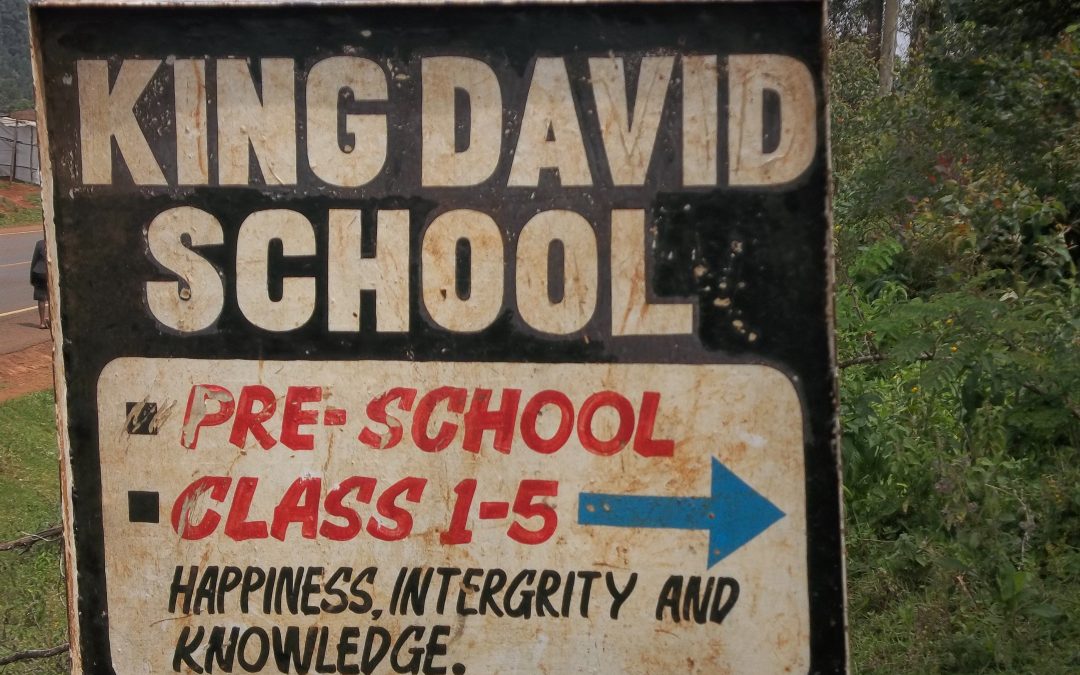 KING DAVID
SCHOOL
PRE-SCHOOL
CLASS 1-5
HAPPINESS, INTERGRITY AND
KNOWLEDGE.